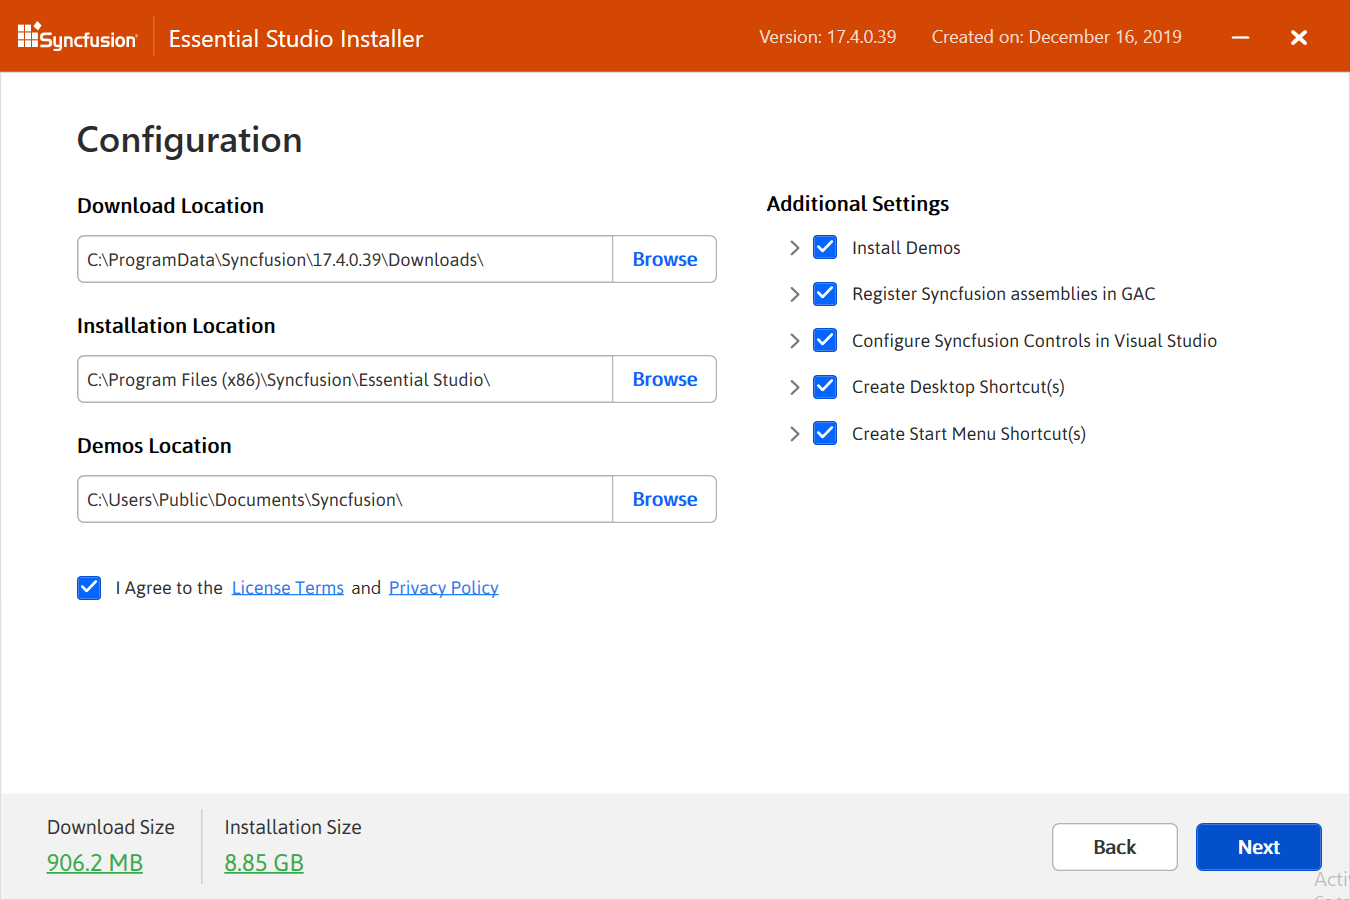 Syncfusion
Essential Studio Installer
Version: 17.4.0.39
Created on: December 16, 2019
Configuration
Download Location
C:\ProgramData\Syncfusion\17.4.0.39\Downloads\
Browse
Installation Location
C:\Program Files (x86)\Syncfusion\Essential Studio\
Browse
Demos Location
C:\Users\Public\Documents\Syncfusion\
Browse
I Agree to the License Terms and Privacy Policy
Additional Settings
Install Demos
Register Syncfusion assemblies in GAC
Configure Syncfusion Controls in Visual Studio
Create Desktop Shortcut(s)
Create Start Menu Shortcut(s)
Download Size
906.2 MB
Installation Size
8.85 GB
Back
Next